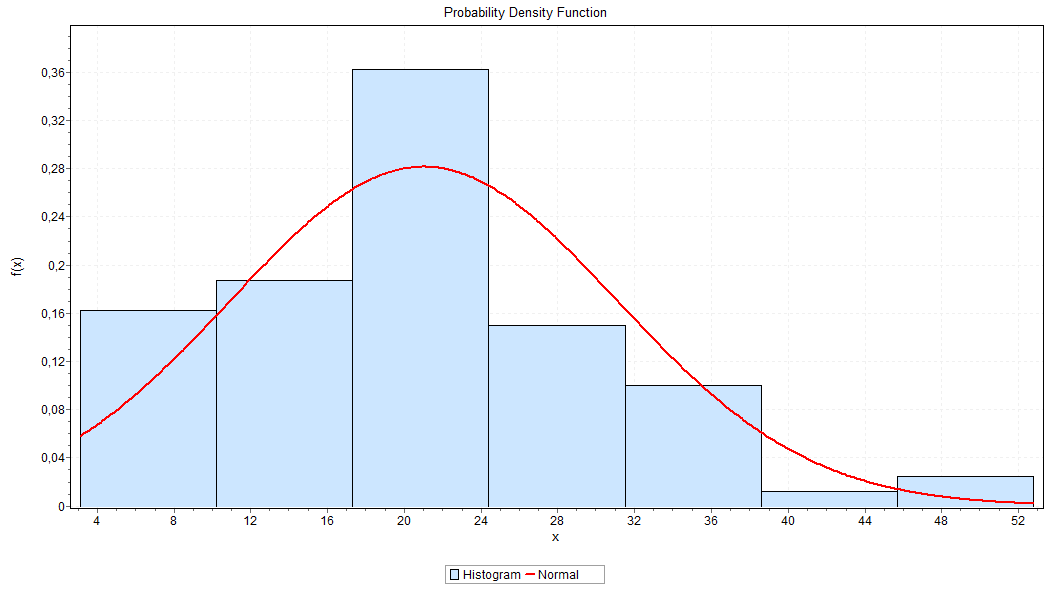 Probability Density Function
0,36
0,32
0,28
0,24
0,2
0,16
0,12
0,08
0,04
0
f(x)
4 8 12 16 20 24 28 32 36 40 44 48 52
x
Histogram Normal